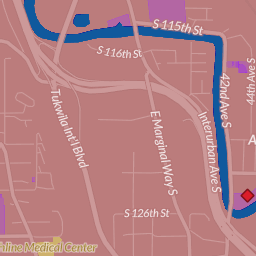 S 115th St
S 116th St
44th Ave S
42nd Ave S
Tukwila Int'l Blvd
E Marginal Way S
Interurban Ave S
A
S 126th St
line Medical Center